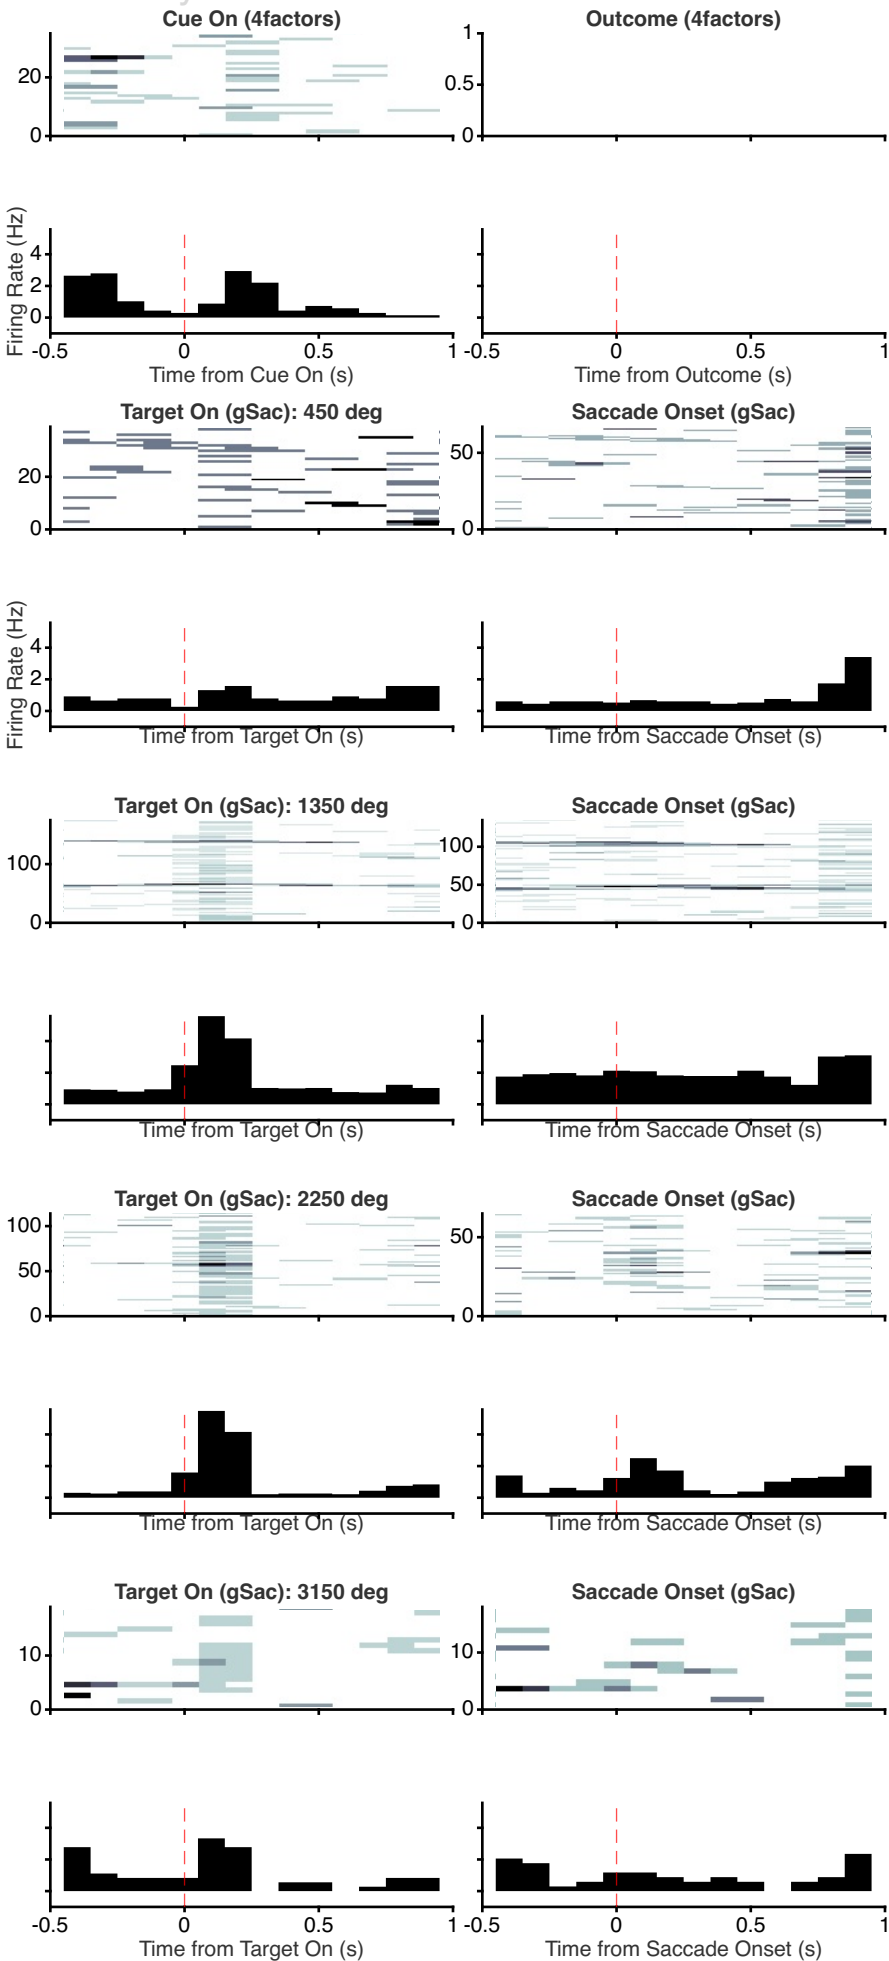 Cue On (4factors) Outcome (4factors)
20
0
1
0.5
0
Firing Rate (Hz)
4
2
0
-0.5 0 0.5 1 -0.5 0 0.5 1
Time from Cue On (s) Time from Outcome (s)
Target On (gSac): 450 deg Saccade Onset (gSac)
20
0
50
0
Firing Rate (Hz)
4
2
0
Time from Target On (s) Time from Saccade Onset (s)
Target On (gSac): 1350 deg Saccade Onset (gSac)
100
0
100
50
0
Time from Target On (s) Time from Saccade Onset (s)
Target On (gSac): 2250 deg Saccade Onset (gSac)
100
50
0
50
0
Time from Target On (s) Time from Saccade Onset (s)
Target On (gSac): 3150 deg Saccade Onset (gSac)
10
0
10
0
-0.5 0 0.5 1 -0.5 0 0.5 1
Time from Target On (s) Time from Saccade Onset (s)